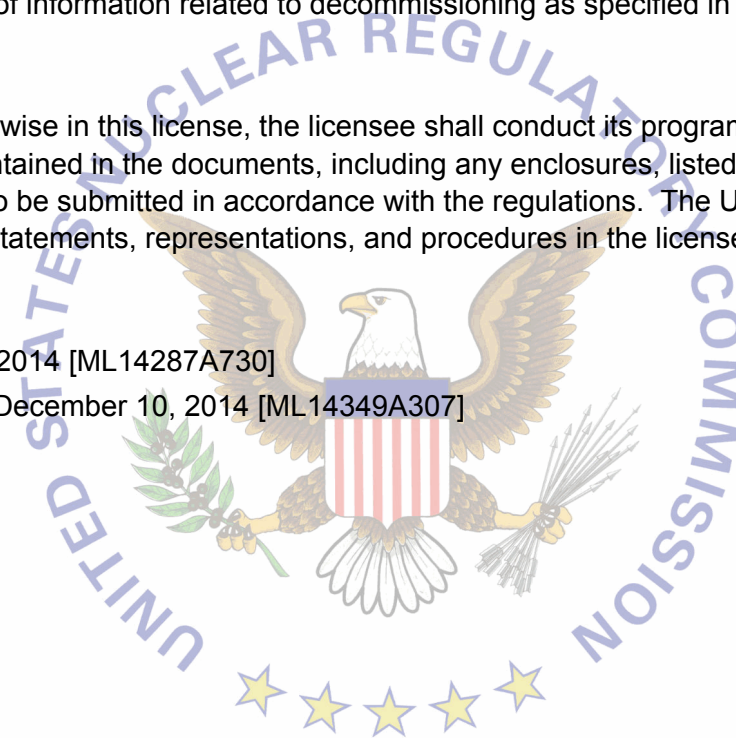 of information related to decommissioning as specified in
wise in this license, the licensee shall conduct its program
ntained in the documents, including any enclosures, listed
o be submitted in accordance with the regulations.  The U
tatements, representations, and procedures in the license
2014 [ML14287A730]
December 10, 2014 [ML14349A307]
UNITED STATES NUCLEAR REGULATORY COMMISSION